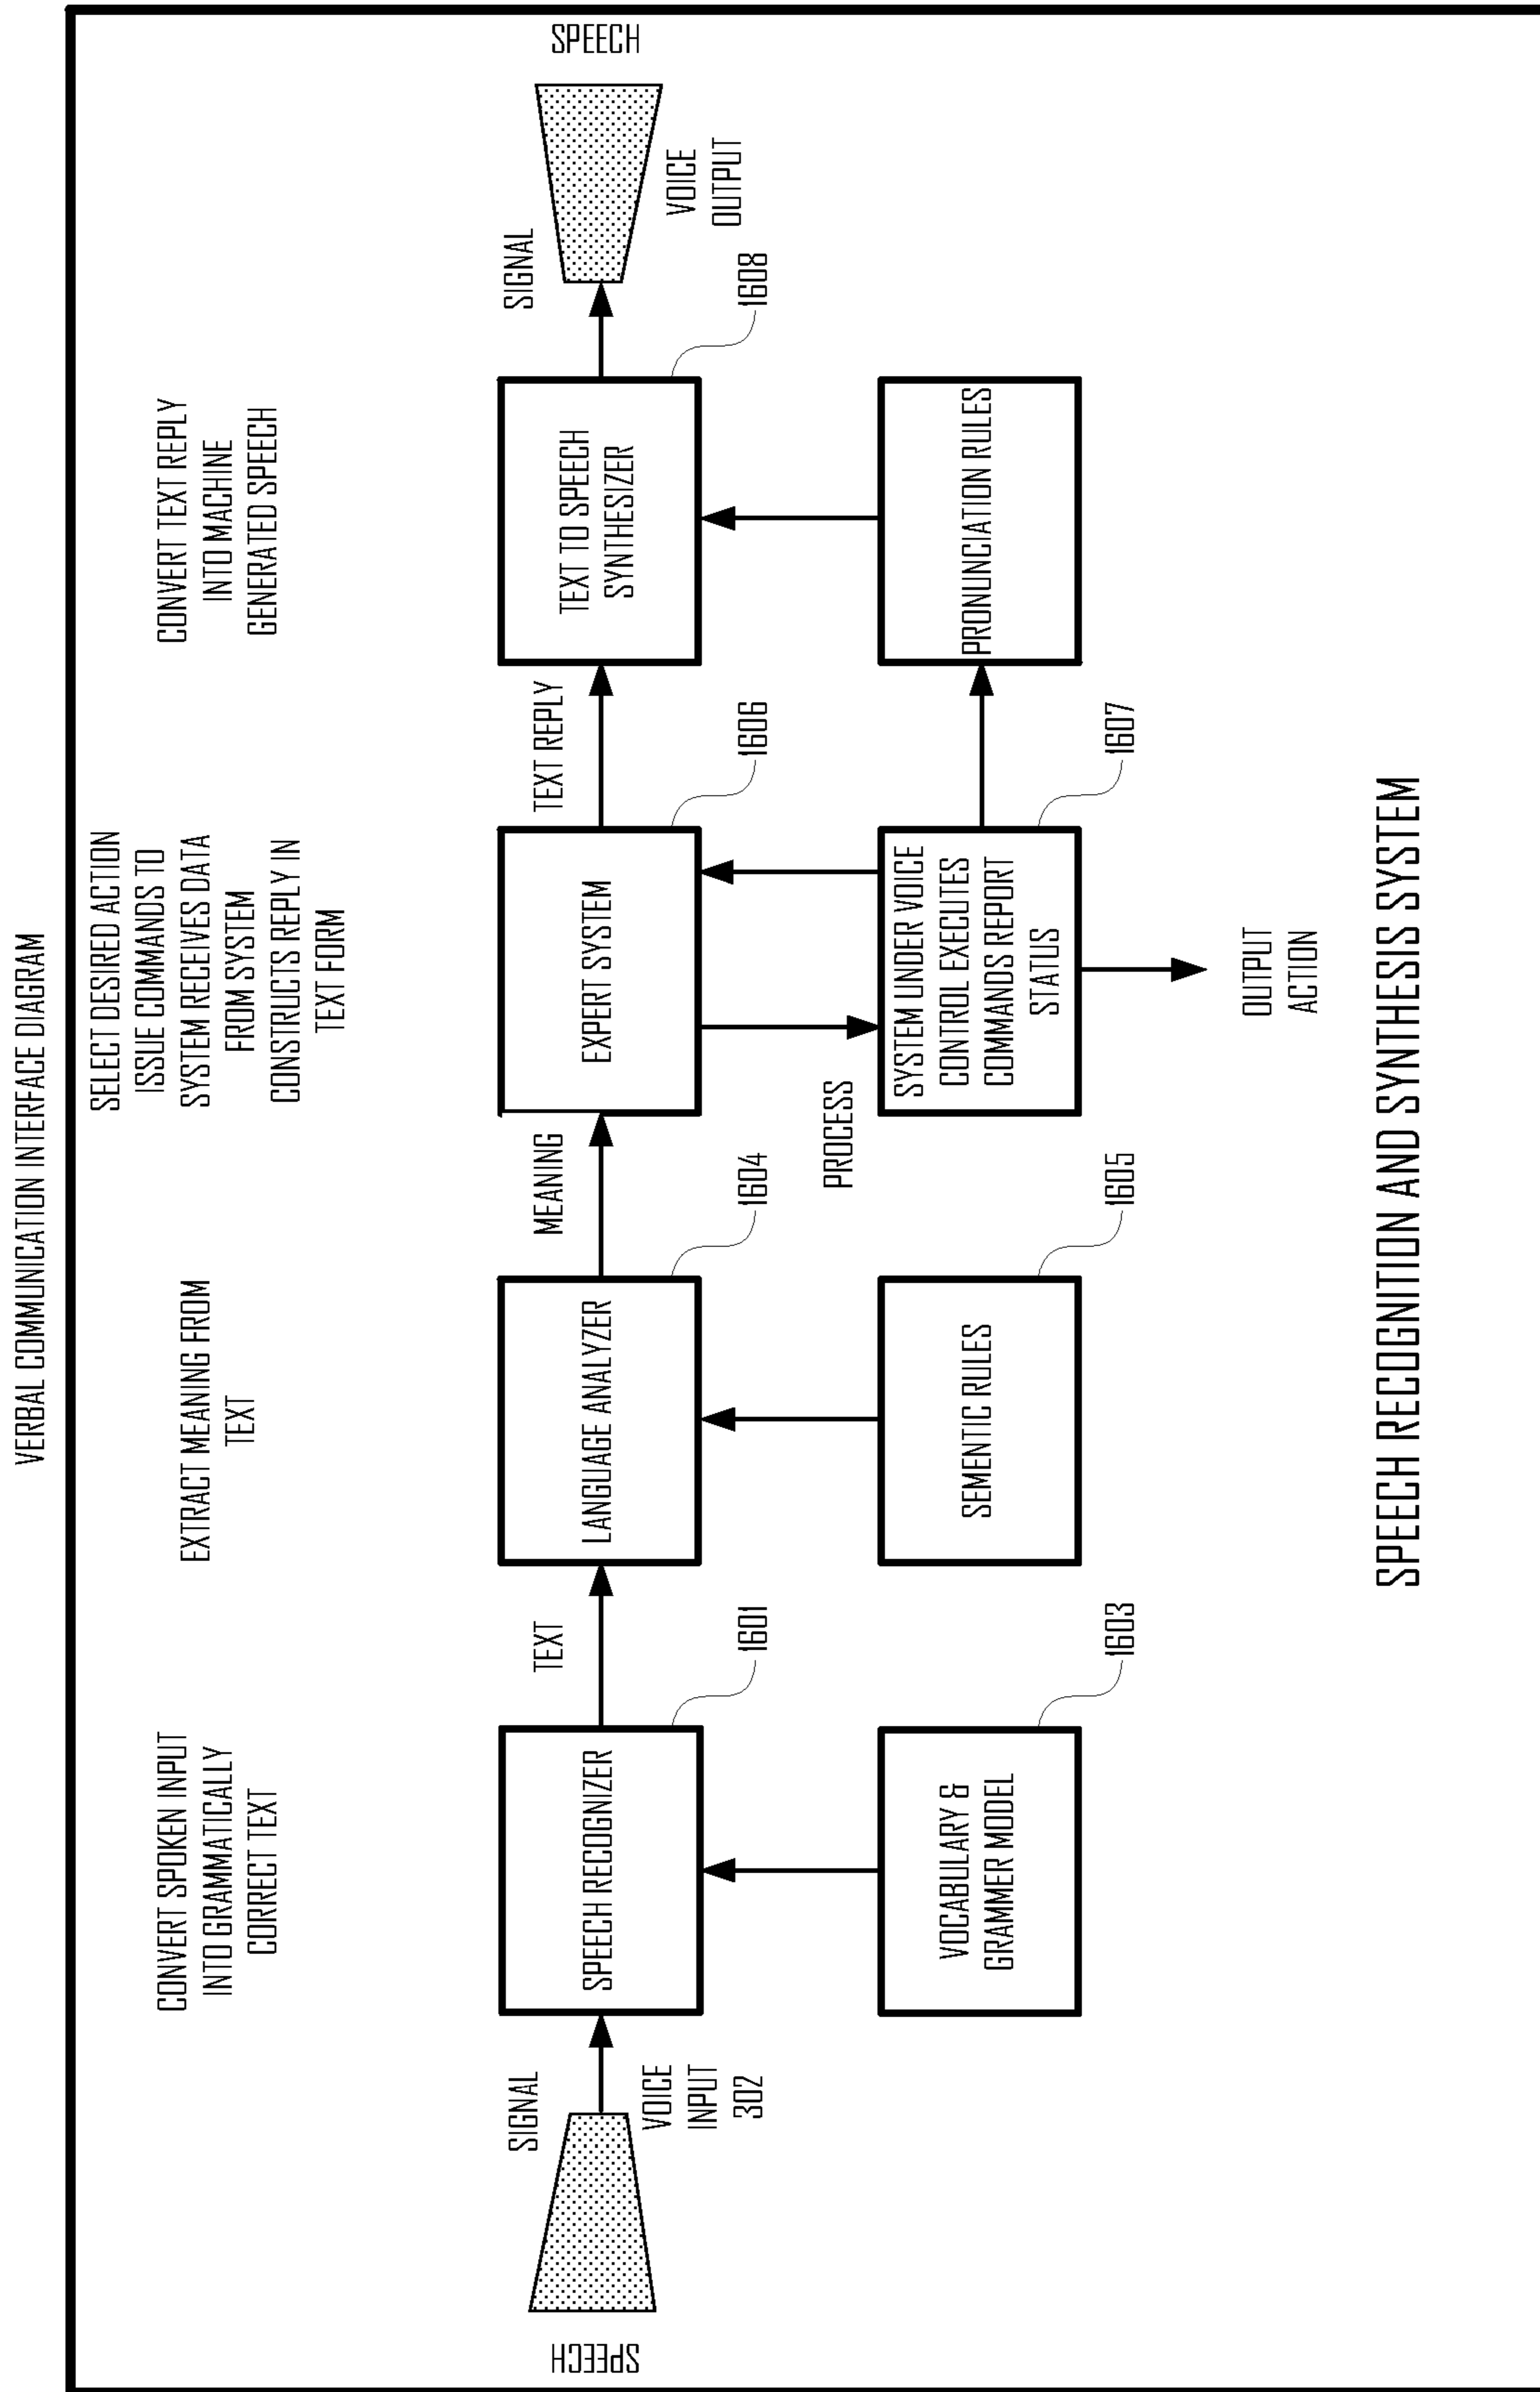 VERBAL COMMUNICATION INTERFACE DIAGRAM
CONVERT SPOKEN INPUT
INTO GRAMMATICALLY
CORRECT TEXT
EXTRACT MEANING FROM
TEXT
SELECT DESIRED ACTION
ISSUE COMMANDS TO
SYSTEM RECEIVES DATA
FROM SYSTEM
CONSTRUCTS REPLY IN
TEXT FORM
CONVERT TEXT REPLY
INTO MACHINE
GENERATED SPEECH
SPEECH
SIGNAL
VOICE
INPUT
302
SPEECH RECOGNIZER
1601
TEXT
LANGUAGE ANALYZER
1604
MEANING
EXPERT SYSTEM
1606
TEXT REPLY
TEXT TO SPEECH
SYNTHESIZER
1608
SIGNAL
VOICE
OUTPUT
SPEECH
VOCABULARY &
GRAMMER MODEL
1603
SEMENTIC RULES
1605
PROCESS
SYSTEM UNDER VOICE
CONTROL EXECUTES
COMMANDS REPORT
STATUS
1607
PRONUNCIATION RULES
OUTPUT
ACTION
SPEECH RECOGNITION AND SYNTHESIS SYSTEM